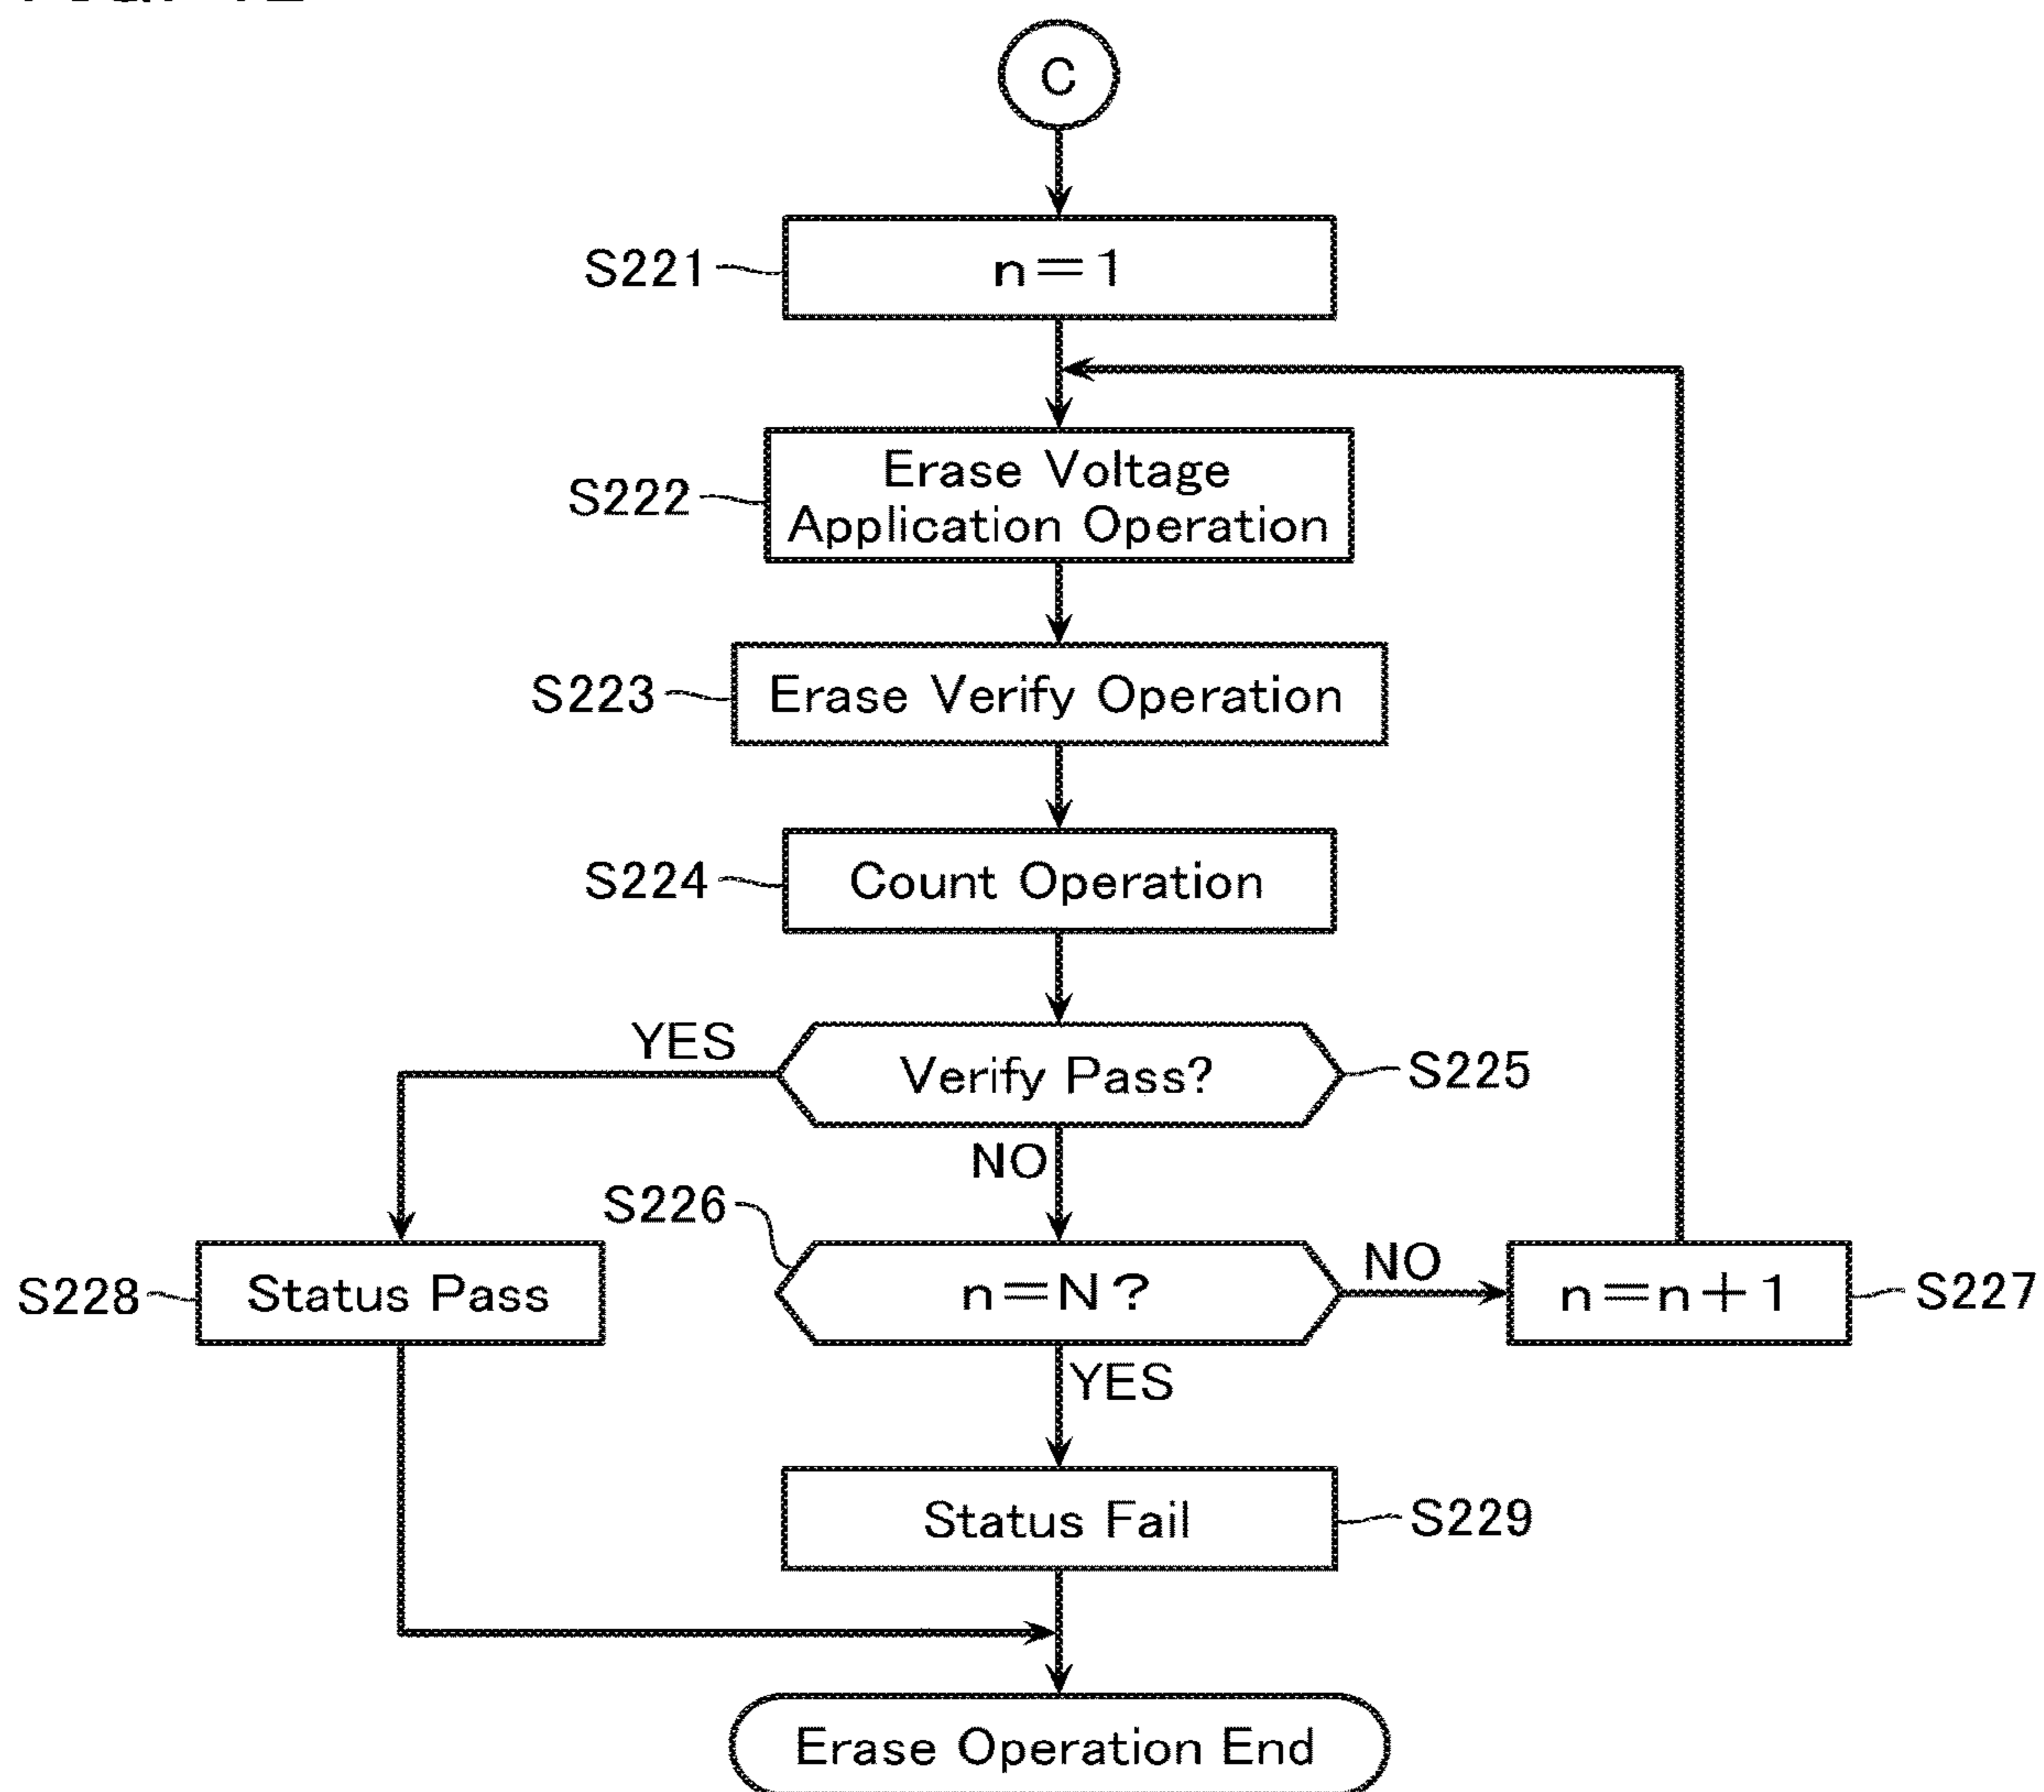 C
S221
n=1
S222
Erase Voltage
Application Operation
S223
Erase Verify Operation
S224
Count Operation
YES
Verify Pass?
S225
NO
S226
S228
Status Pass
n=N?
NO
n=n+1
S227
YES
Status Fail
S229
Erase Operation End